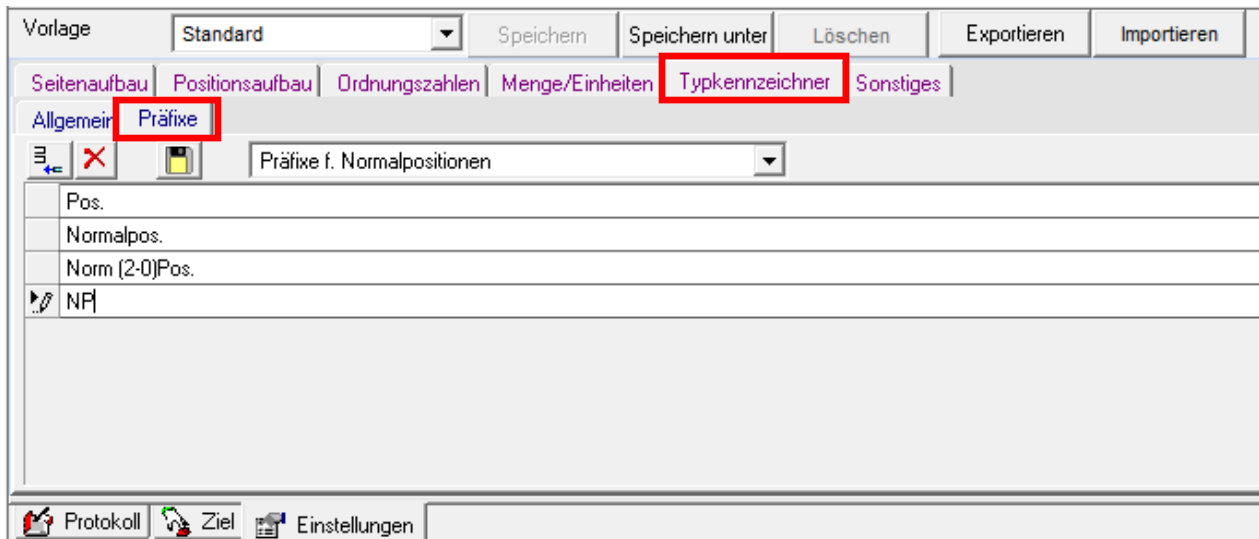 Vorlage Standard Speichern Speichern unter Löschen Exportieren Importieren
Seitenaufbau Positionsaufbau Ordnungszahlen Menge/Einheiten Typkennzeichner Sonstiges
Allgemein Präfixe
Präfixe f. Normalpositionen
Pos.
Normalpos.
Norm (2-0)Pos.
NP
Protokoll Ziel Einstellungen